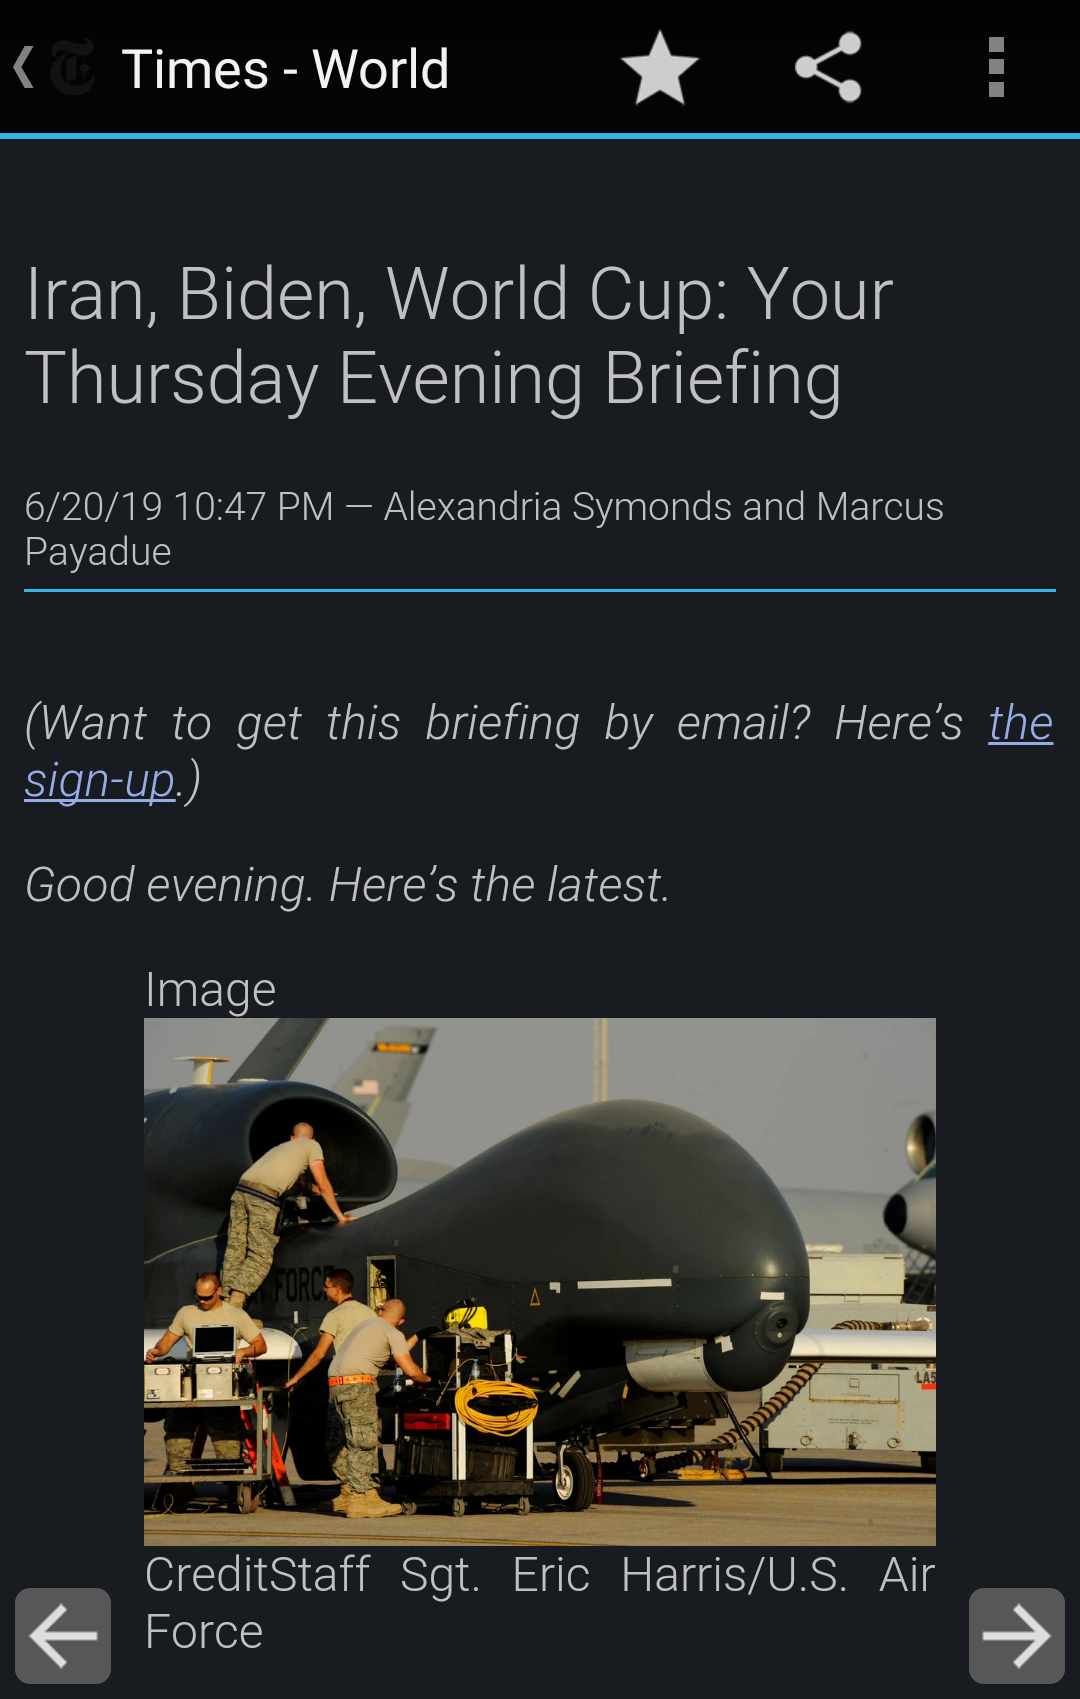 Times - World
Iran, Biden, World Cup: Your
Thursday Evening Briefing
6/20/19 10:47 PM — Alexandria Symonds and Marcus
Payadue
(Want to get this briefing by email? Here’s the
sign-up.)
Good evening. Here’s the latest.
Image
FORCE
CreditStaff Sgt. Eric Harris/U.S. Air
Force